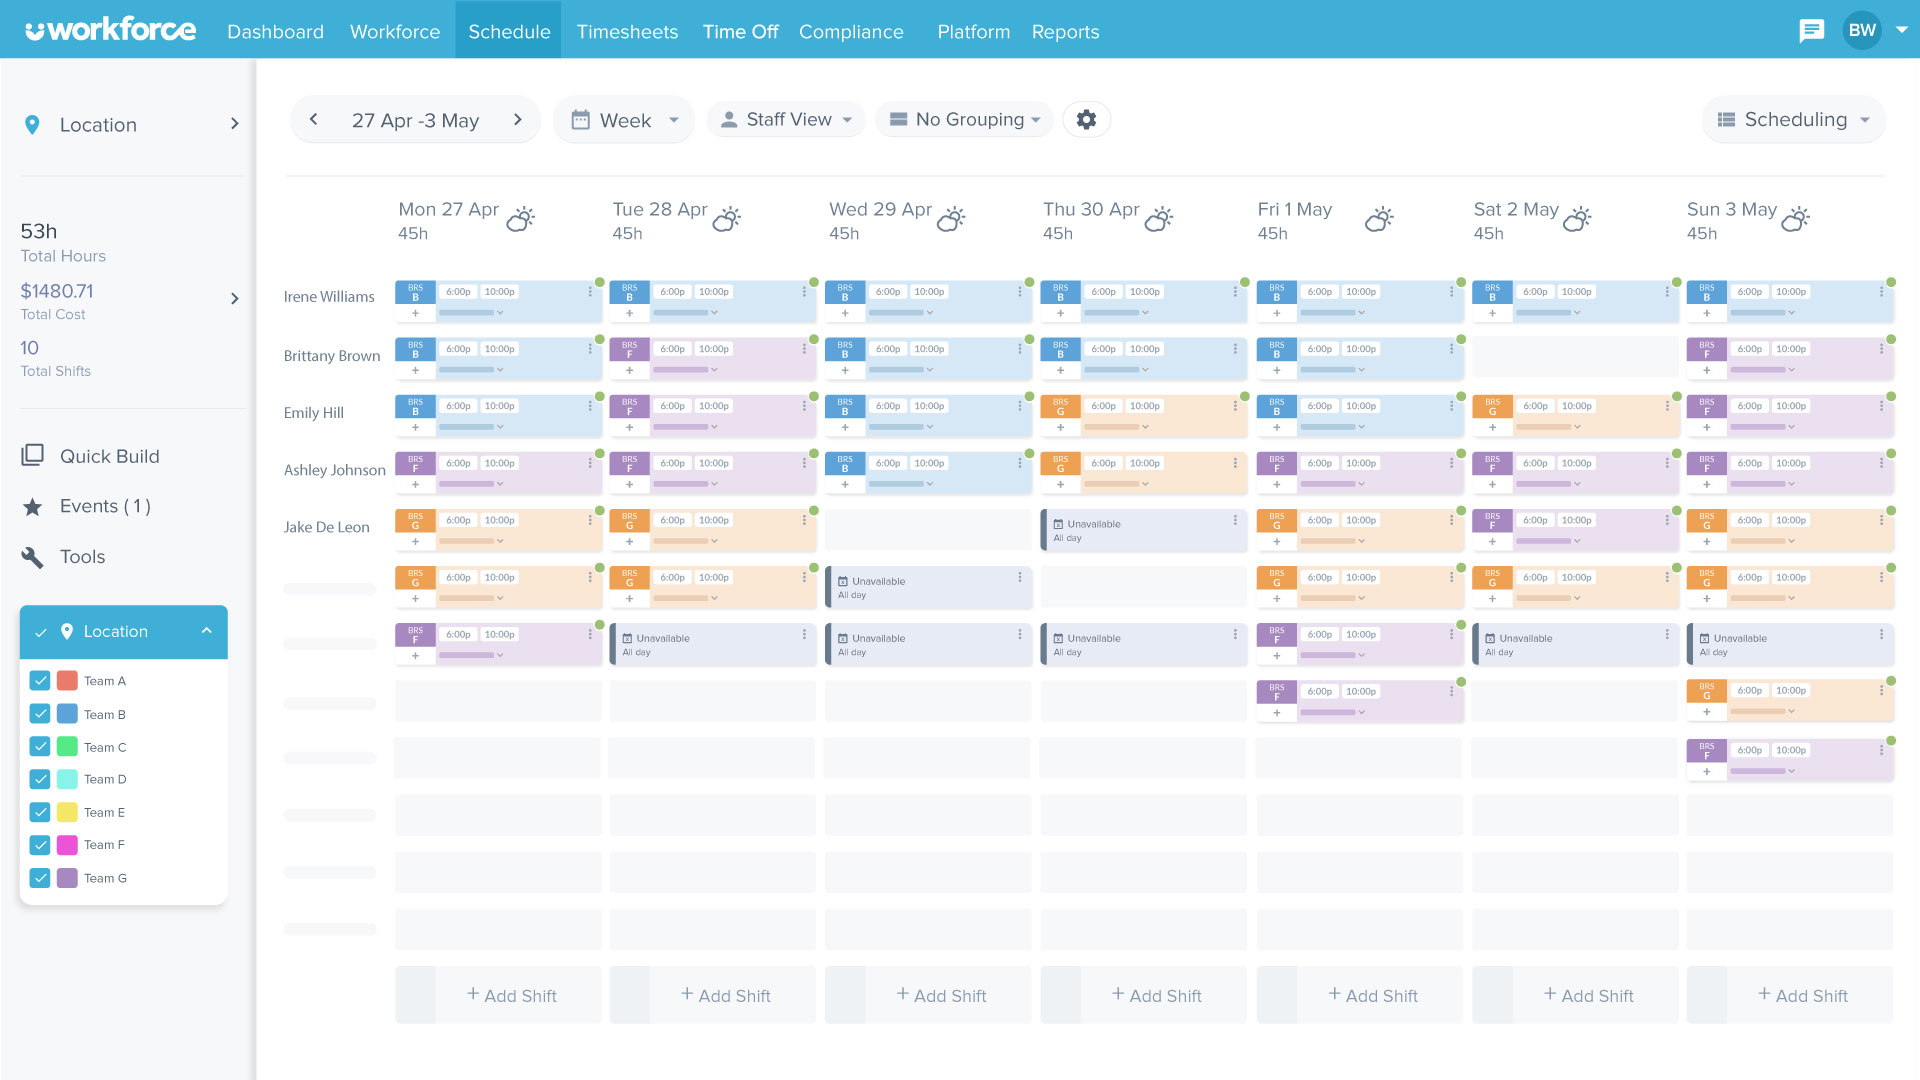 workforce
Dashboard Workforce Schedule Timesheets Time Off Compliance Platform Reports
BW
Location
27 Apr -3 May
Week
Staff View
No Grouping
Scheduling
53h
Total Hours
$1480.71
Total Cost
10
Total Shifts
Quick Build
Events ( 1 )
Tools
Location
Team A
Team B
Team C
Team D
Team E
Team F
Team G
Mon 27 Apr Tue 28 Apr Wed 29 Apr Thu 30 Apr Fri 1 May Sat 2 May Sun 3 May
45h 45h 45h 45h 45h 45h 45h
Irene Williams
BRS B + 6:00p 10:00p BRS B + 6:00p 10:00p BRS B + 6:00p 10:00p BRS B + 6:00p 10:00p BRS B + 6:00p 10:00p BRS B + 6:00p 10:00p BRS B + 6:00p 10:00p
Brittany Brown
BRS B + 6:00p 10:00p BRS F + 6:00p 10:00p BRS B + 6:00p 10:00p BRS B + 6:00p 10:00p BRS B + 6:00p 10:00p BRS F + 6:00p 10:00p
Emily Hill
BRS B + 6:00p 10:00p BRS F + 6:00p 10:00p BRS B + 6:00p 10:00p BRS G + 6:00p 10:00p BRS B + 6:00p 10:00p BRS G + 6:00p 10:00p BRS F + 6:00p 10:00p
Ashley Johnson
BRS F + 6:00p 10:00p BRS F + 6:00p 10:00p BRS B + 6:00p 10:00p BRS G + 6:00p 10:00p BRS F + 6:00p 10:00p BRS F + 6:00p 10:00p BRS F + 6:00p 10:00p
Jake De Leon
BRS G + 6:00p 10:00p BRS G + 6:00p 10:00p Unavailable All day BRS G + 6:00p 10:00p BRS F + 6:00p 10:00p BRS G + 6:00p 10:00p
BRS G + 6:00p 10:00p BRS G + 6:00p 10:00p Unavailable All day BRS G + 6:00p 10:00p BRS G + 6:00p 10:00p BRS G + 6:00p 10:00p
BRS F + 6:00p 10:00p Unavailable All day Unavailable All day Unavailable All day BRS F + 6:00p 10:00p Unavailable All day Unavailable All day
BRS F + 6:00p 10:00p BRS G + 6:00p 10:00p
BRS F + 6:00p 10:00p
+ Add Shift + Add Shift + Add Shift + Add Shift + Add Shift + Add Shift + Add Shift